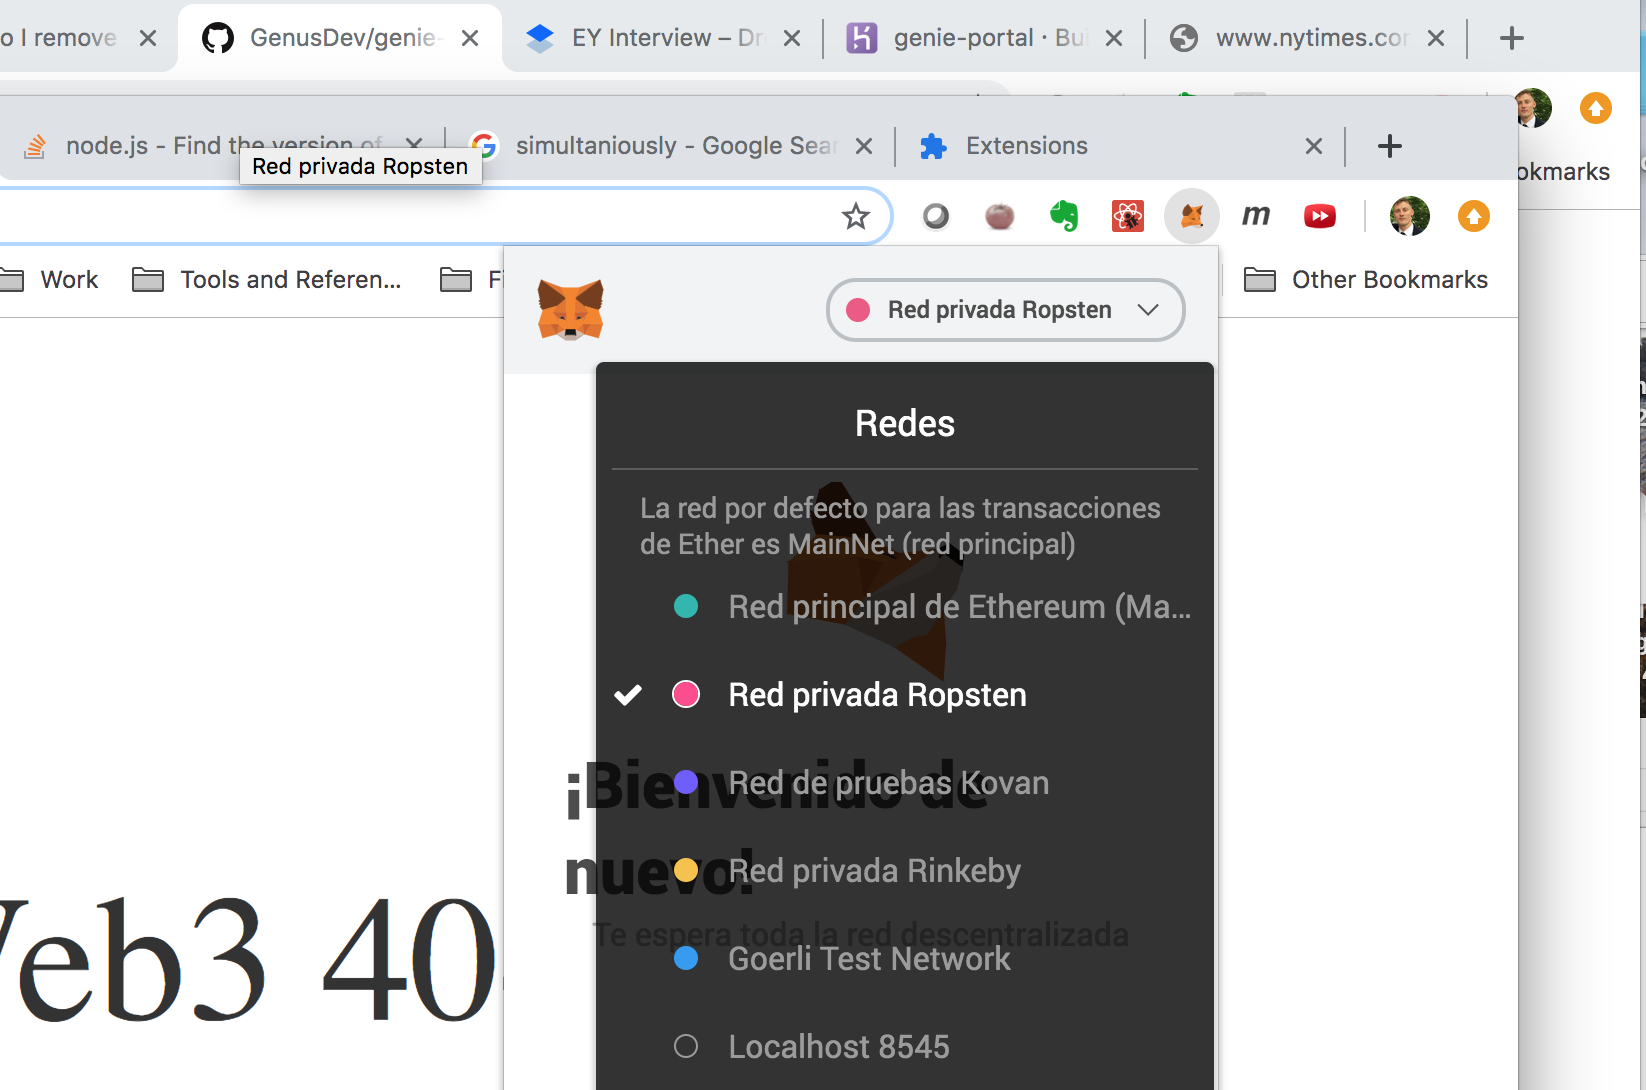 o I remove
GenusDev/genie-
EY Interview – Dr
genie-portal · Bui
www.nytimes.cor
node.js - Find the version of
simultaniously - Google Sear
Extensions
Red privada Ropsten
okmarks
m
Work
Tools and Referen...
Fi
Other Bookmarks
Red privada Ropsten
Redes
La red por defecto para las transacciones
de Ether es MainNet (red principal)
Red principal de Ethereum (Ma...
Red privada Ropsten
¡Bienvenido de
Red de pruebas Kovan
nuevo!
Red privada Rinkeby
Te espera toda la red descentralizada
Goerli Test Network
Web3 40
Localhost 8545